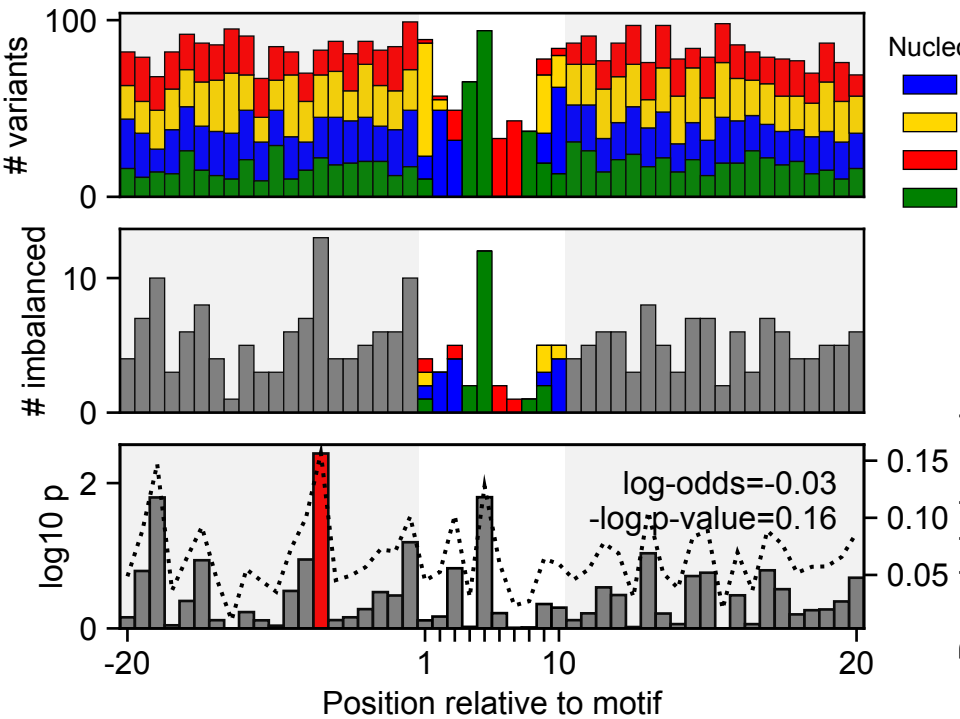 100
0
# variants
Nucleo
10
0
# imbalanced
2
0
log10 p
log-odds=-0.03
-log p-value=0.16
0.15
0.10
0.05
-20
1
10
20
Position relative to motif